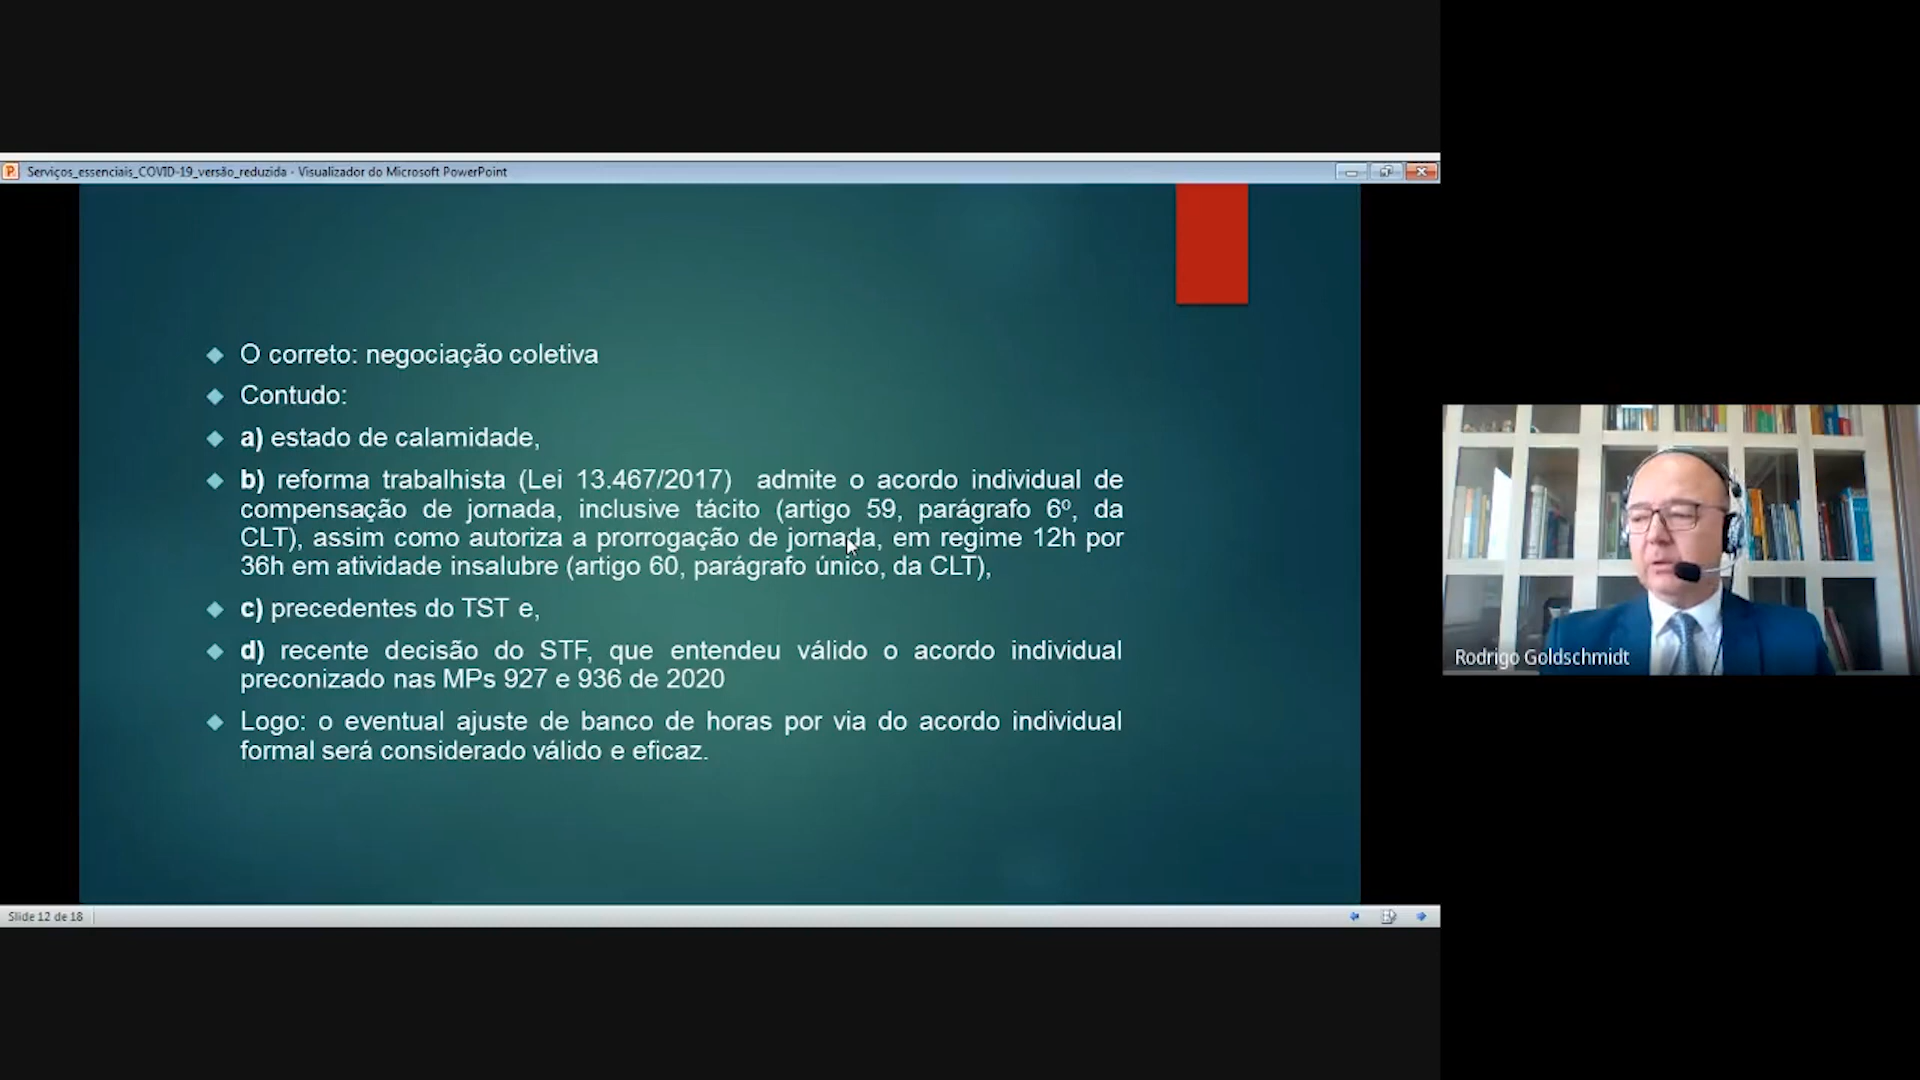 Serviços_essenciais_COVID-19_versão_reduzida - Visualizador do Microsoft PowerPoint
O correto: negociação coletiva
Contudo:
a) estado de calamidade,
b) reforma trabalhista (Lei 13.467/2017) admite o acordo individual de
compensação de jornada, inclusive tácito (artigo 59, parágrafo 6º, da
CLT), assim como autoriza a prorrogação de jornada, em regime 12h por
36h em atividade insalubre (artigo 60, parágrafo único, da CLT),
c) precedentes do TST e,
d) recente decisão do STF, que entendeu válido o acordo individual
preconizado nas MPs 927 e 936 de 2020
Logo: o eventual ajuste de banco de horas por via do acordo individual
formal será considerado válido e eficaz.
Slide 12 de 18
Rodrigo Goldschmidt